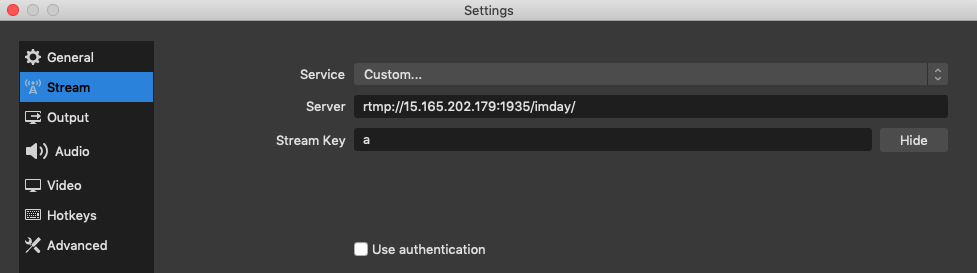 Settings
General
Stream
Output
Audio
Video
Hotkeys
Advanced
Service Custom...
Server rtmp://15.165.202.179:1935/imday/
Stream Key a Hide
Use authentication